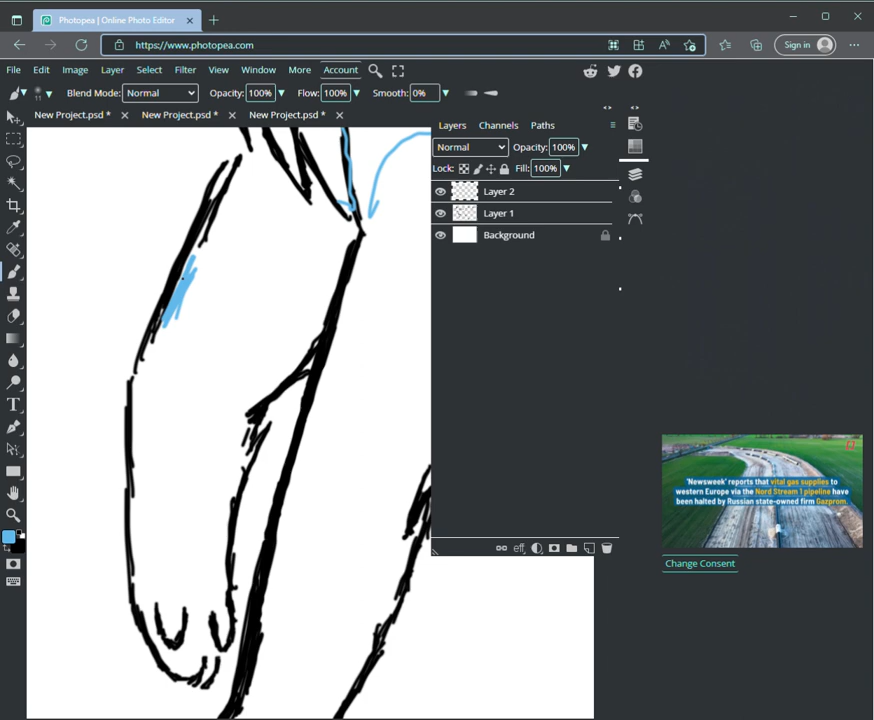 Photopea | Online Photo Editor
https://www.photopea.com
Sign in
File Edit Image Layer Select Filter View Window More Account
11 Blend Mode: Normal Opacity: 100% Flow: 100% Smooth: 0%
New Project.psd * New Project.psd * New Project.psd *
Layers Channels Paths
Normal Opacity: 100%
Lock: Fill: 100%
Layer 2
Layer 1
Background
'Newsweek' reports that vital gas supplies to
western Europe via the Nord Stream 1 pipeline have
been halted by Russian state-owned firm Gazprom.
eff
Change Consent